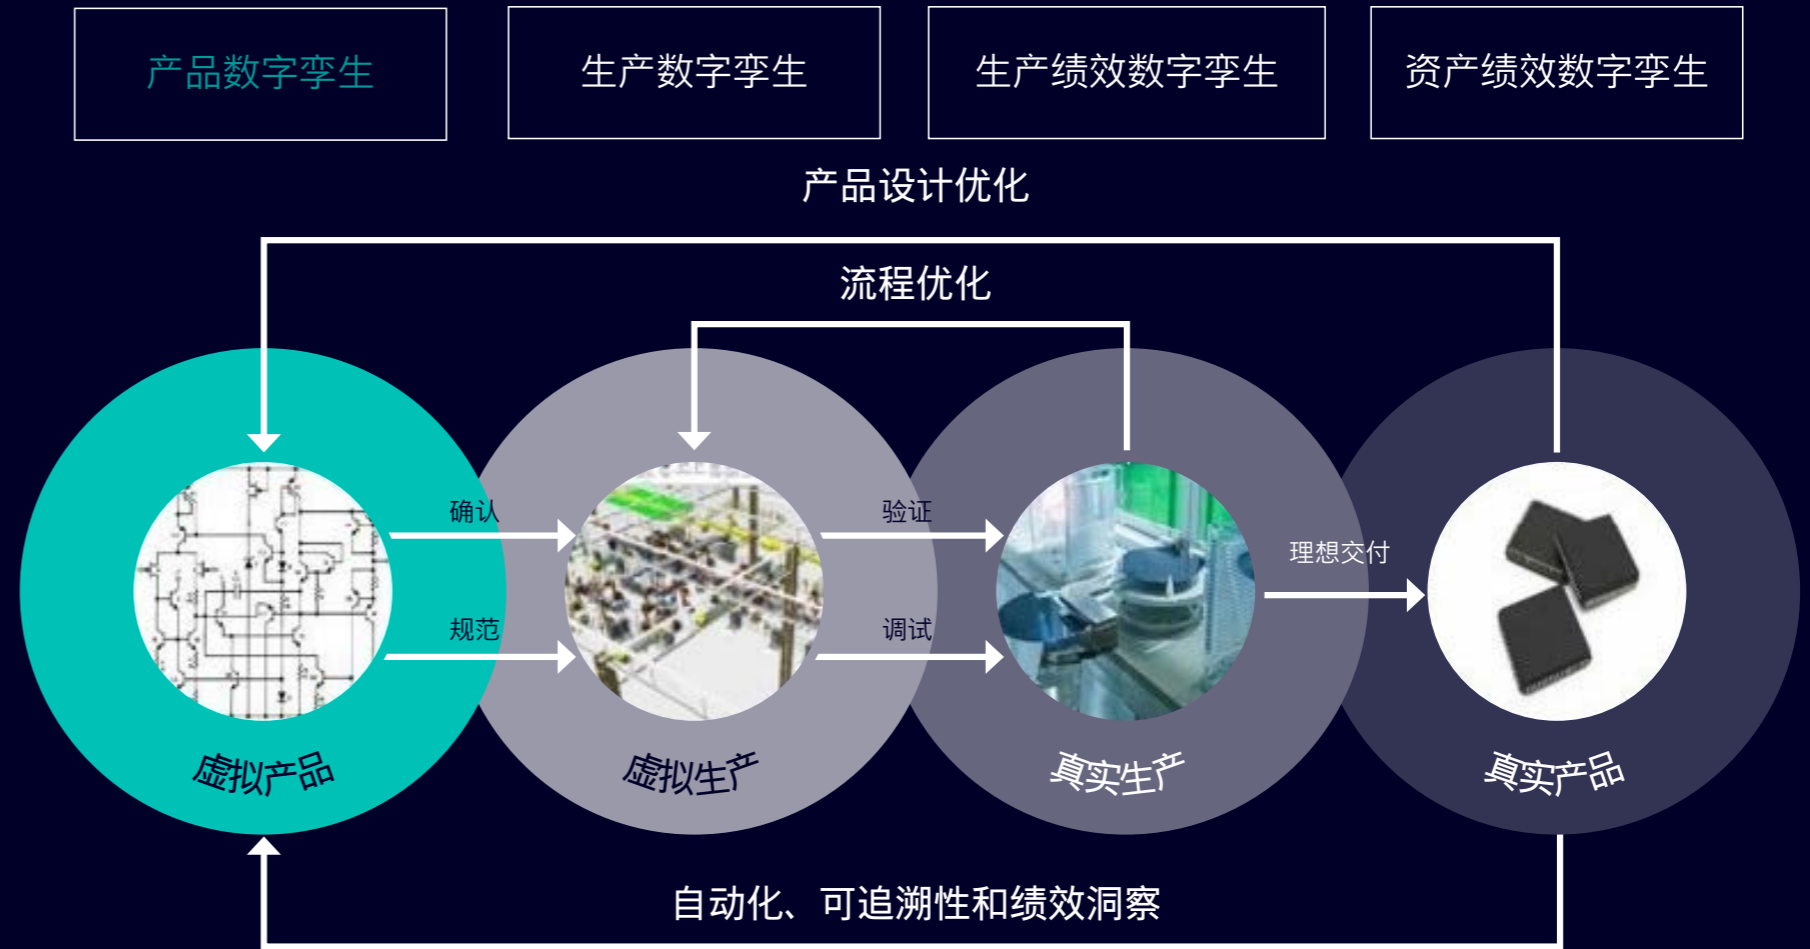 产品数字孪生
生产数字孪生
生产绩效数字孪生
资产绩效数字孪生
产品设计优化
流程优化
确认
验证
理想交付
规范
调试
虚拟产品
虚拟生产
真实生产
真实产品
自动化、可追溯性和绩效洞察